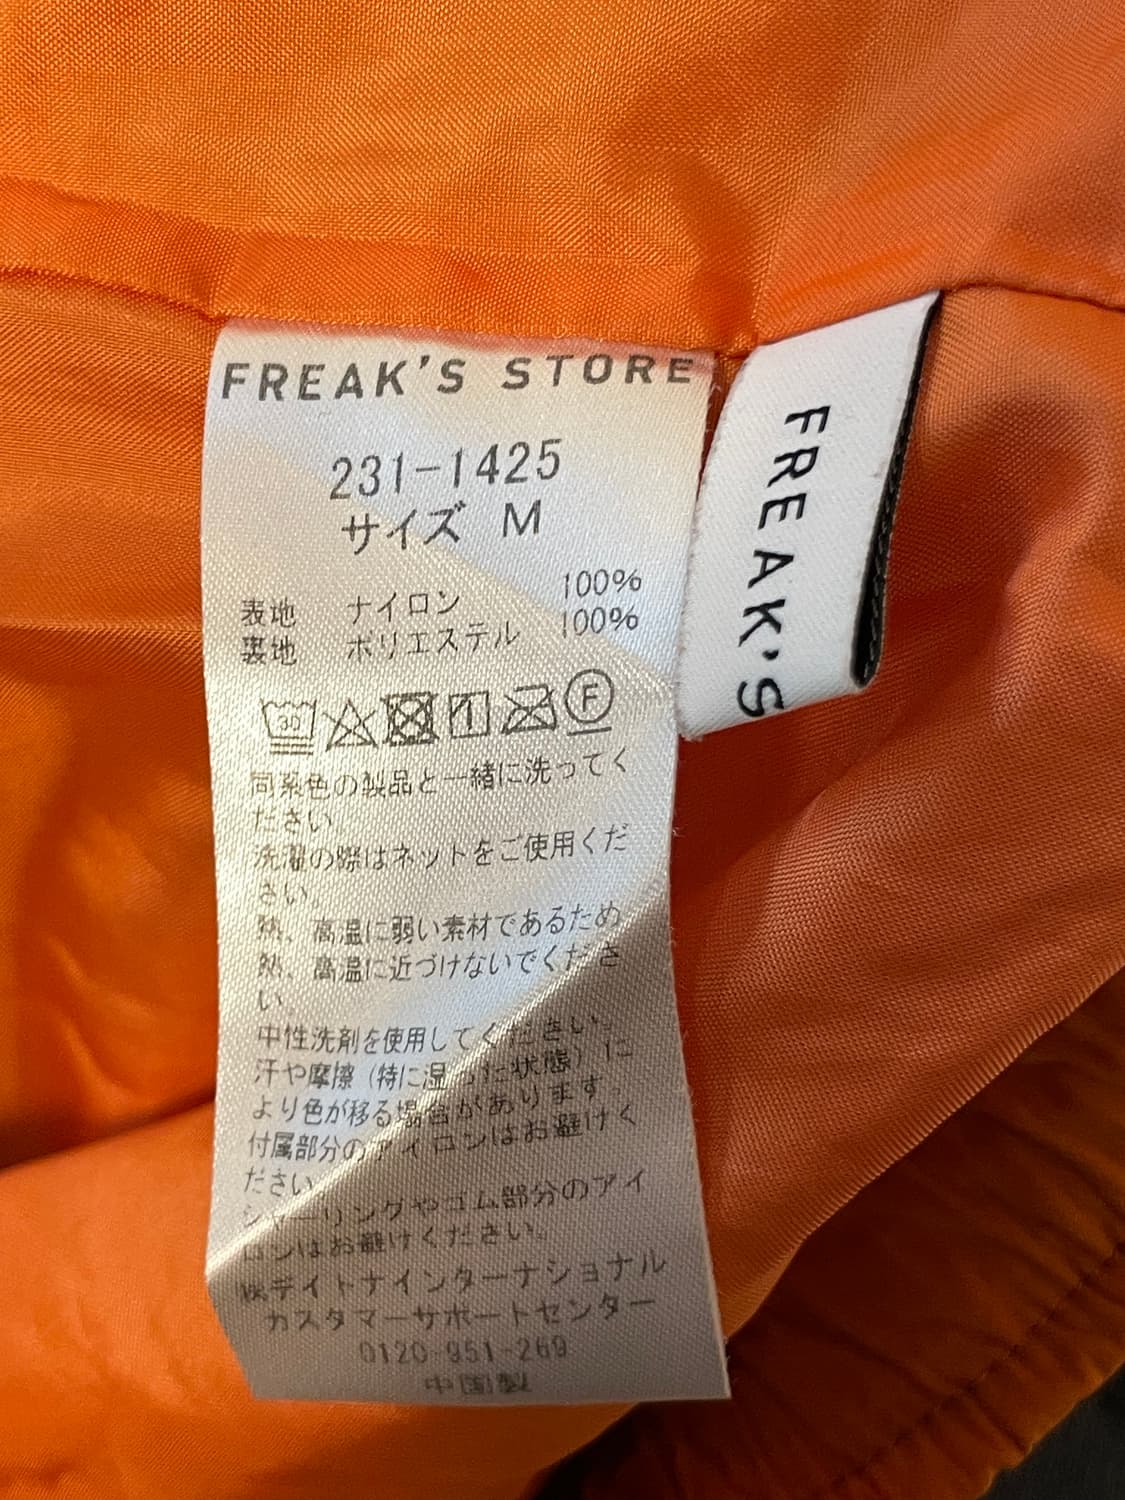 FREAK'S STORE
231-1425
サイズ M
表地 ナイロン 100%
裏地 ポリエステル 100%
30
F
同系色の製品と一緒に洗ってく
ださい。
洗濯の際はネットをご使用くだ
さい。
熱、高温に弱い素材であるため
熱、高温に近づけないでくださ
い。
中性洗剤を使用してください。
汗や摩擦(特に湿った状態)に
より色が移る場合があります。
付属部分のアイロンはお避けく
ださい。
シャーリングやゴム部分のアイ
ロンはお避けください。
㈱デイトナインターナショナル
カスタマーサポートセンター
0120-951-269
中国製
FREAK'S